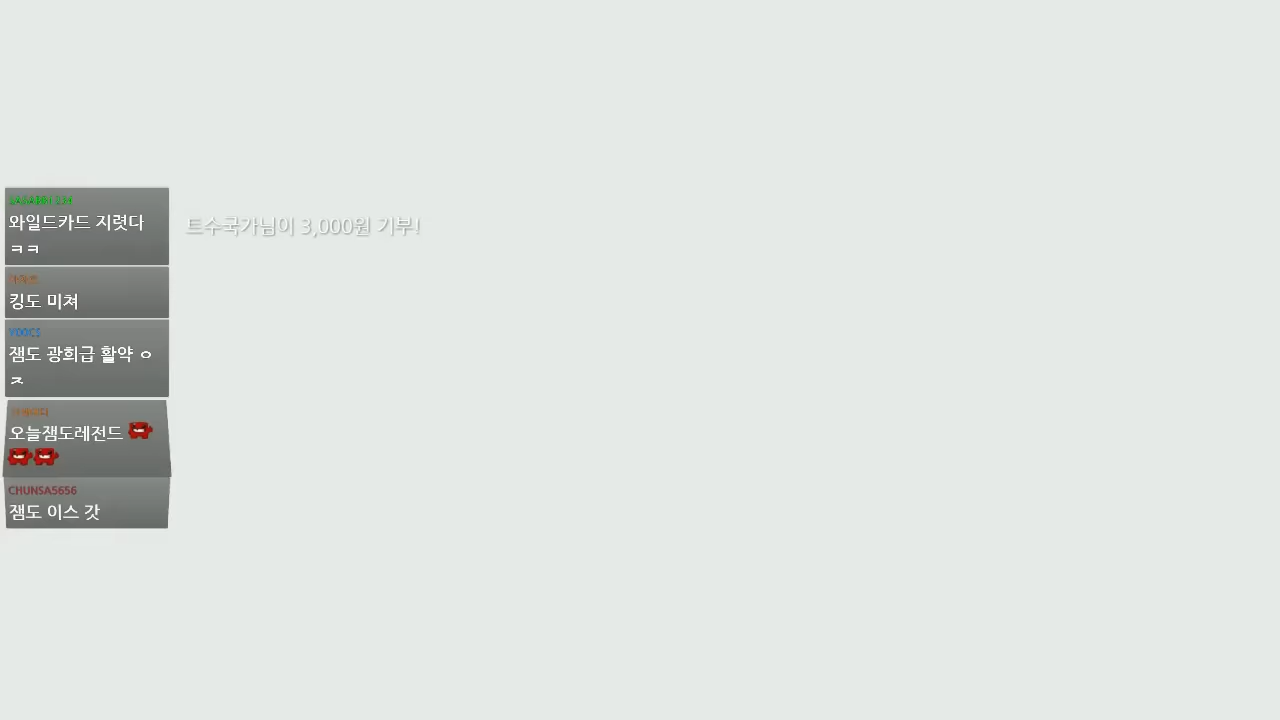 와일드카드 지렷다
ㅋㅋ
트수국가님이 3,000원 기부!
킹도 미쳐
잼도 광희급 활약 ㅇ
ㅈ
오늘잼도레전드
CHUNSA5656
잼도 이스 갓